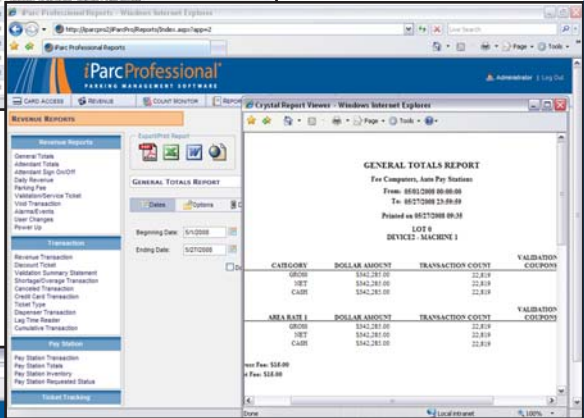 iParc Professional Reports - Windows Internet Explorer
http://iparcpro2/iParcPro/Reports/Index.aspx?app=2
Live Search
iParc Professional Reports
Page
Tools
iParcProfessional
PARKING MANAGEMENT SOFTWARE
Administrator | Log Out
CARD ACCESS
REVENUE
COUNT MONITOR
REPOR
REVENUE REPORTS
Revenue Reports
General Totals
Attendant Totals
Attendant Sign On/Off
Daily Revenue
Parking Fee
Validation/Service Ticket
Void Transaction
Alarms/Events
User Changes
Power Up
Transaction
Revenue Transaction
Discount Ticket
Validation Summary Statement
Shortage/Overage Transaction
Canceled Transaction
Credit Card Transaction
Ticket Type
Dispenser Transaction
Lag Time Reader
Cumulative Transaction
Pay Station
Pay Station Transaction
Pay Station Totals
Pay Station Inventory
Pay Station Requested Status
Ticket Tracking
Export/Print Report
GENERAL TOTALS REPORT
Dates
Options
Beginning Date: 5/1/2008
Ending Date: 5/27/2008
Crystal Report Viewer - Windows Internet Explorer
Page
Tools
GENERAL TOTALS REPORT
Fee Computers, Auto Pay Stations
From: 05/01/2008 00:00:00
To: 05/27/2008 23:59:59
Printed on 05/27/2008 09:35
LOT 0
DEVICE2 - MACHINE 1
CATEGORY DOLLAR AMOUNT TRANSACTION COUNT VALIDATION COUPONS
GROSS $342,285.00 22,819
NET $342,285.00 22,819
CASH $342,285.00 22,819
AREA RATE 1 DOLLAR AMOUNT TRANSACTION COUNT VALIDATION COUPONS
GROSS $342,285.00 22,819
NET $342,285.00 22,819
CASH $342,285.00 22,819
Fee: $15.00
Fee: $15.00
Done
Local intranet
100%